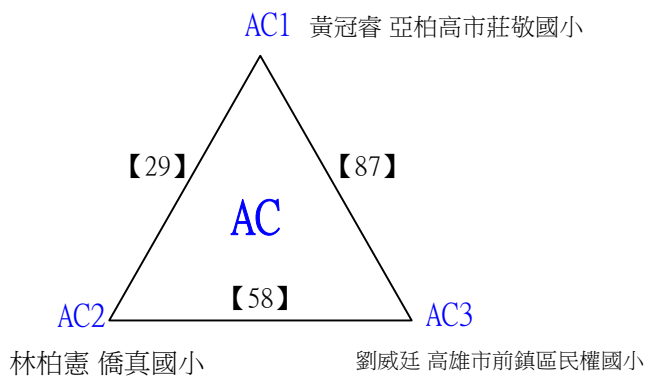 AC1 黃冠睿 亞柏高市莊敬國小
【29】 【87】
AC
【58】
AC2 AC3
林柏憲 僑真國小 劉威廷 高雄市前鎮區民權國小